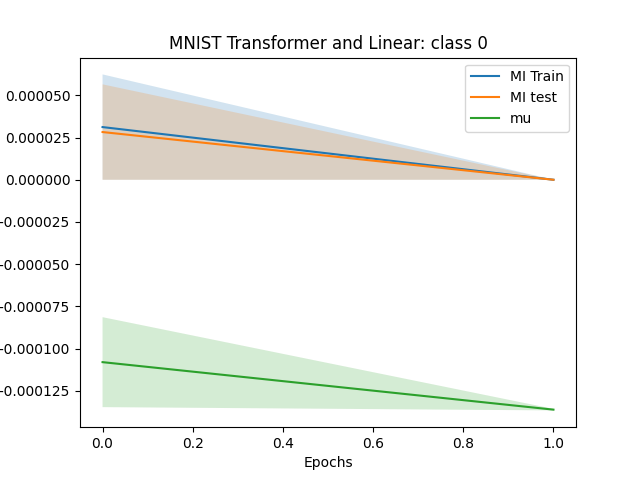 MNIST Transformer and Linear: class 0
MI Train
MI test
mu
0.000050
0.000025
0.000000
-0.000025
-0.000050
-0.000075
-0.000100
-0.000125
0.0 0.2 0.4 0.6 0.8 1.0
Epochs